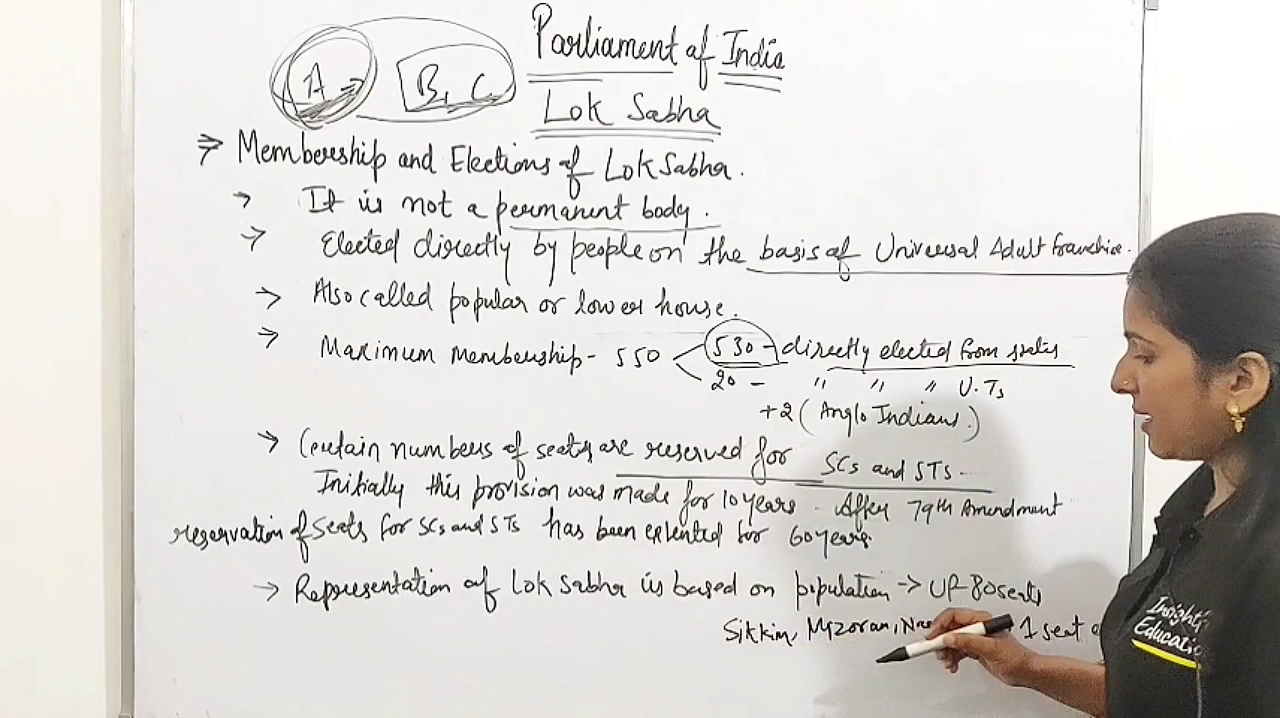 A → B, C
Parliament of India
Lok Sabha
⇒ Membership and Elections of Lok Sabha.
→ It is not a permanent body.
→ Elected directly by people on the basis of Universal Adult franchise.
→ Also called popular or lower house.
→ Maximum membership - 550 530 - directly elected from states
20 - " " " U.Ts
+2 (Anglo Indians.)
→ Certain numbers of seats are reserved for SCs and STs.
Initially this provision was made for 10 years. After 79th Amendment
reservation of seats for SCs and STs has been extented for 60 years.
→ Representation of Lok Sabha is based on population → UP-80 seats
Sikkim, Mizoram, 1 seat
Insight
Education